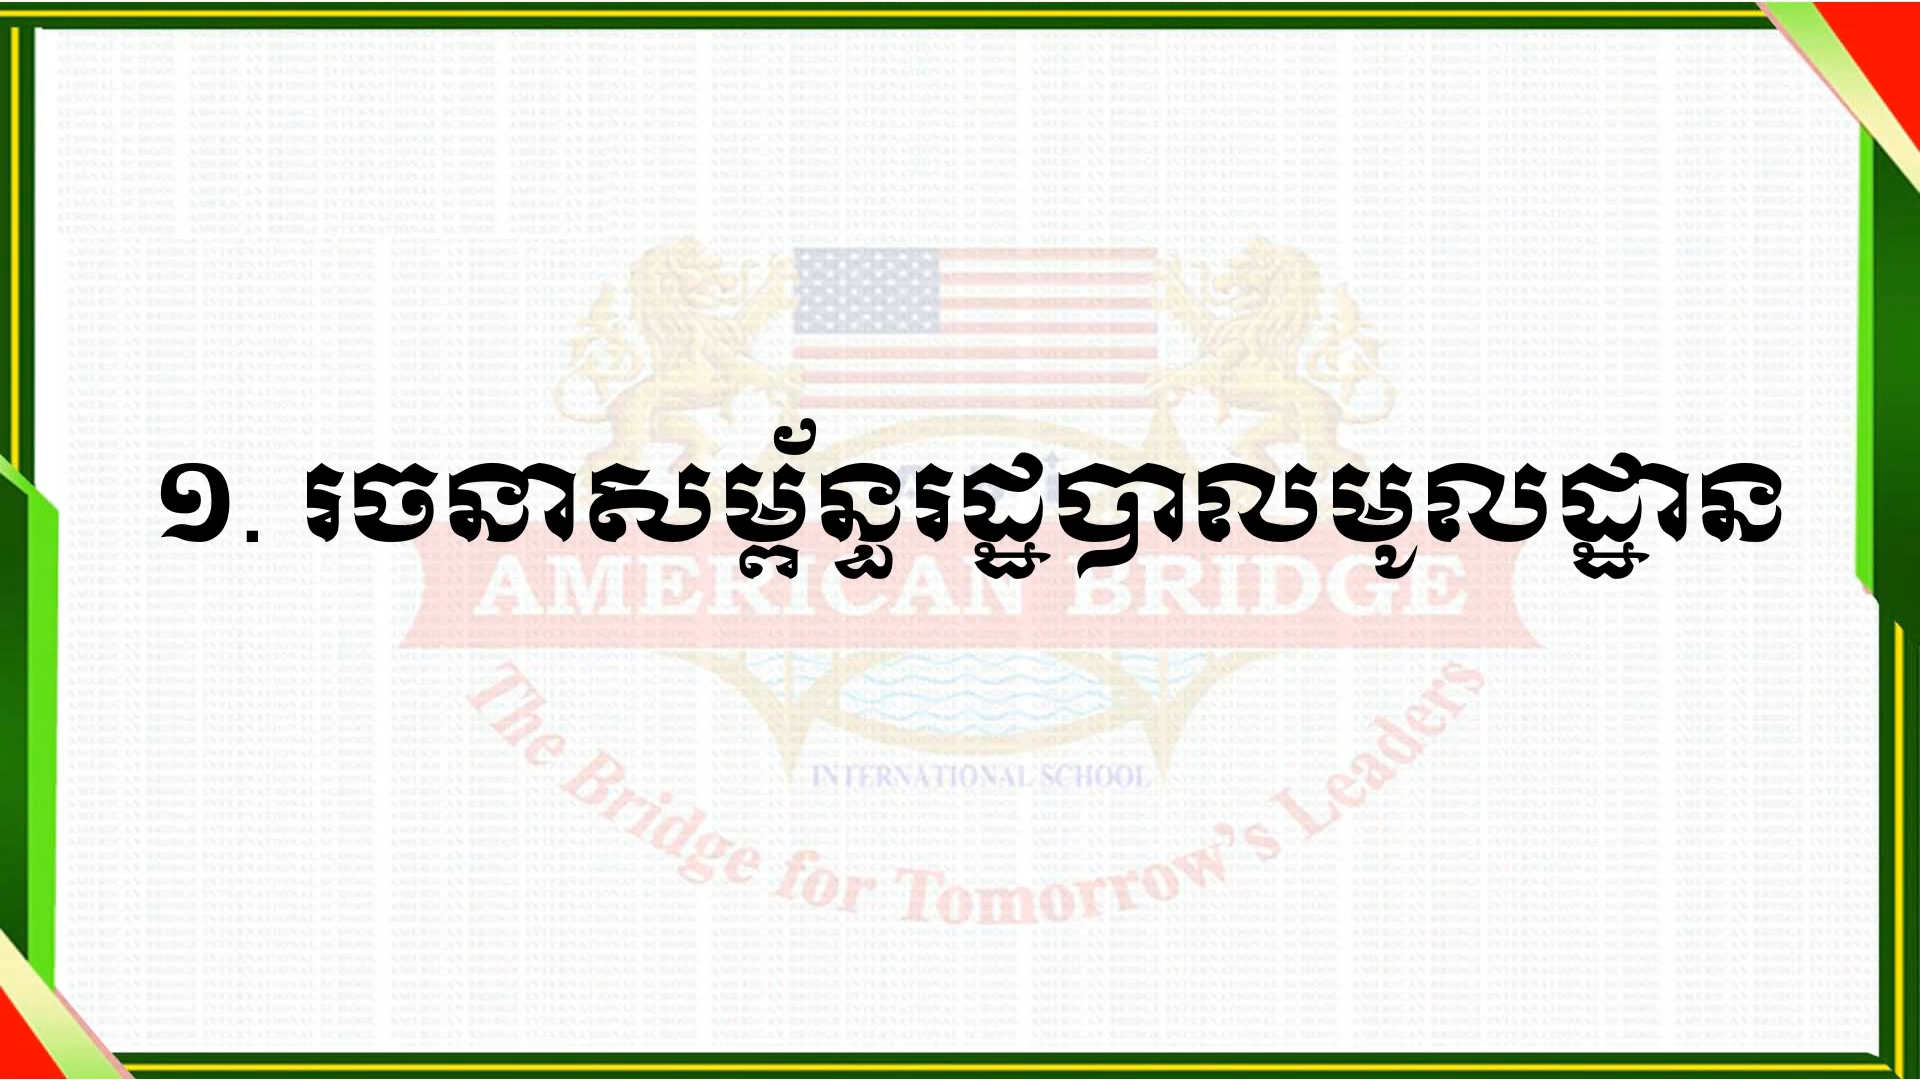 ១. រចនាសម្ព័ន្ធរដ្ឋបាលមូលដ្ឋាន
AMERICAN BRIDGE
INTERNATIONAL SCHOOL
The Bridge for Tomorrow's Leaders